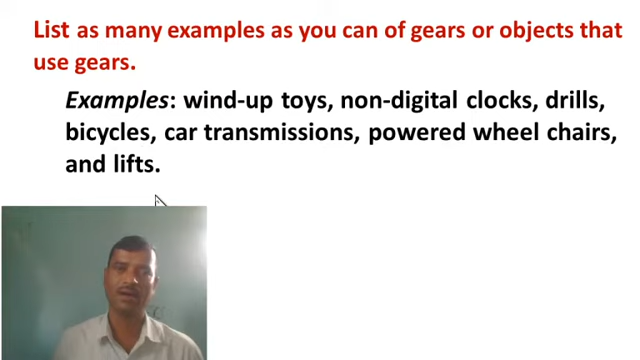 List as many examples as you can of gears or objects that
use gears.
Examples: wind-up toys, non-digital clocks, drills,
bicycles, car transmissions, powered wheel chairs,
and lifts.